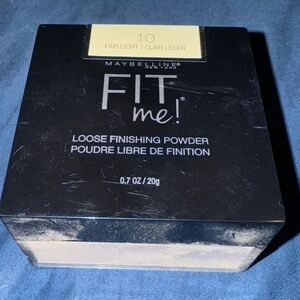 10
FAIR LIGHT / CLAIR LEGER
MAYBELLINE®
NEW YORK
FIT
me!®
LOOSE FINISHING POWDER
POUDRE LIBRE DE FINITION
0.7 OZ / 20g